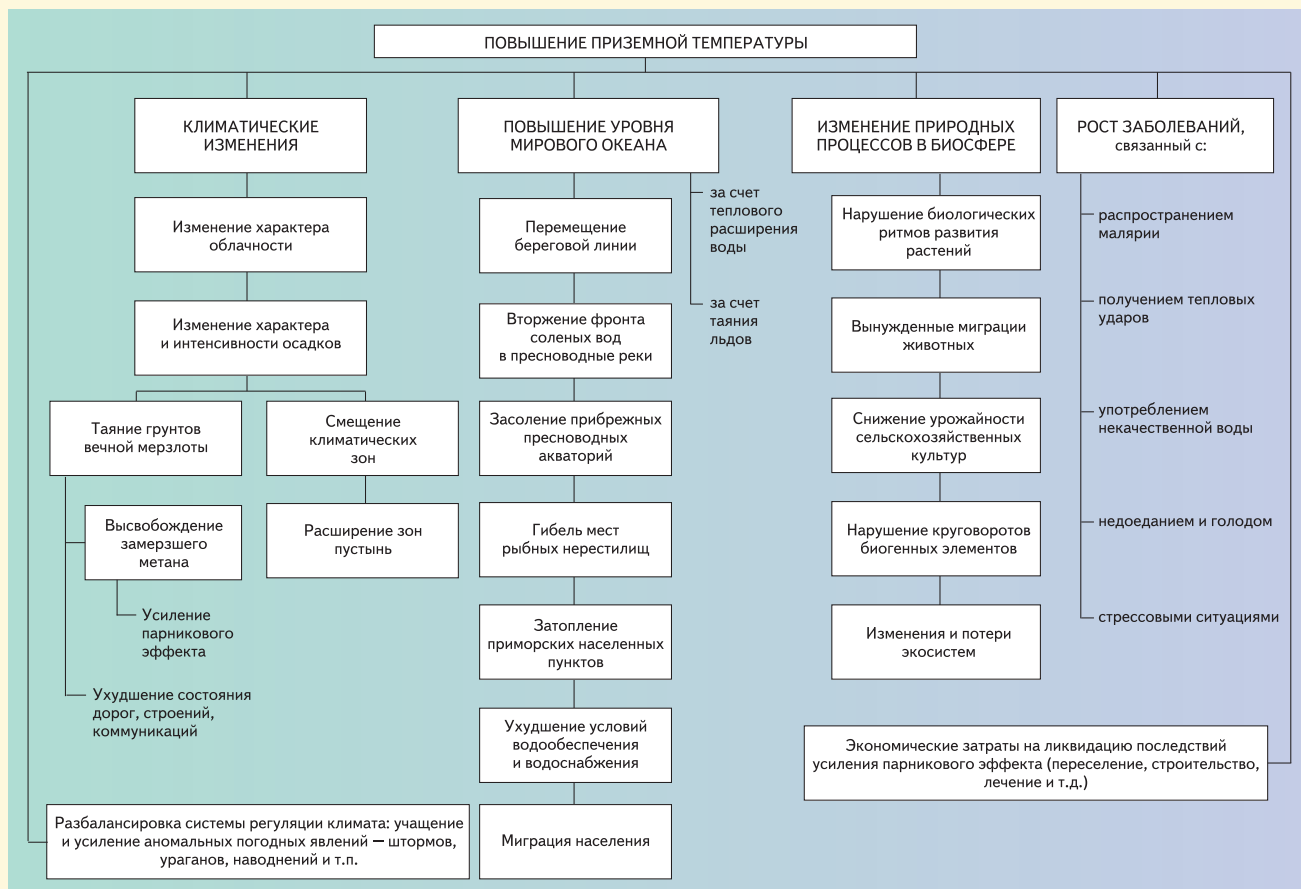 ПОВЫШЕНИЕ ПРИЗЕМНОЙ ТЕМПЕРАТУРЫ
КЛИМАТИЧЕСКИЕ
ИЗМЕНЕНИЯ
Изменение характера
облачности
Изменение характера
и интенсивности осадков
Таяние грунтов
вечной мерзлоты
Высвобождение
замерзшего
метана
Усиление
парникового
эффекта
Ухудшение состояния
дорог, строений,
коммуникаций
Смещение
климатических
зон
Расширение зон
пустынь
ПОВЫШЕНИЕ УРОВНЯ
МИРОВОГО ОКЕАНА
за счет
теплового
расширения
воды
за счет
таяния
льдов
Перемещение
береговой линии
Вторжение фронта
соленых вод
в пресноводные реки
Засоление прибрежных
пресноводных
акваторий
Гибель мест
рыбных нерестилищ
Затопление
приморских населенных
пунктов
Ухудшение условий
водообеспечения
и водоснабжения
Миграция населения
ИЗМЕНЕНИЕ ПРИРОДНЫХ
ПРОЦЕССОВ В БИОСФЕРЕ
Нарушение биологических
ритмов развития
растений
Вынужденные миграции
животных
Снижение урожайности
сельскохозяйственных
культур
Нарушение круговоротов
биогенных элементов
Изменения и потери
экосистем
РОСТ ЗАБОЛЕВАНИЙ,
связанный с:
распространением
малярии
получением тепловых
ударов
употреблением
некачественной воды
недоеданием и голодом
стрессовыми ситуациями
Экономические затраты на ликвидацию последствий
усиления парникового эффекта (переселение, строительство,
лечение и т.д.)
Разбалансировка системы регуляции климата: учащение
и усиление аномальных погодных явлений — штормов,
ураганов, наводнений и т.п.